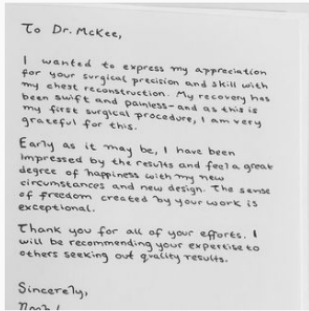 To Dr. McKee,
I wanted to express my appreciation
for your surgical precision and skill with
my chest reconstruction. My recovery has
been swift and painless-and as this is
my first surgical procedure, I am very
grateful for this.
Early as it may be, I have been
impressed by the results and feel a great
degree of happiness with my new
circumstances and new design. The sense
of freedom created by your work is
exceptional.
Thank you for all of your efforts. I
will be recommending your expertise to
others seeking out quality results.
Sincerely,